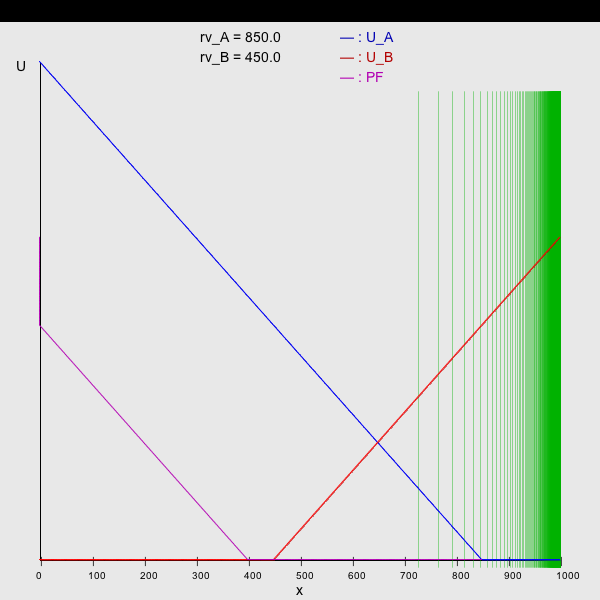 rv_A = 850.0 — : U_A
rv_B = 450.0 — : U_B
— : PF
U
0 100 200 300 400 500 600 700 800 900 1000
x